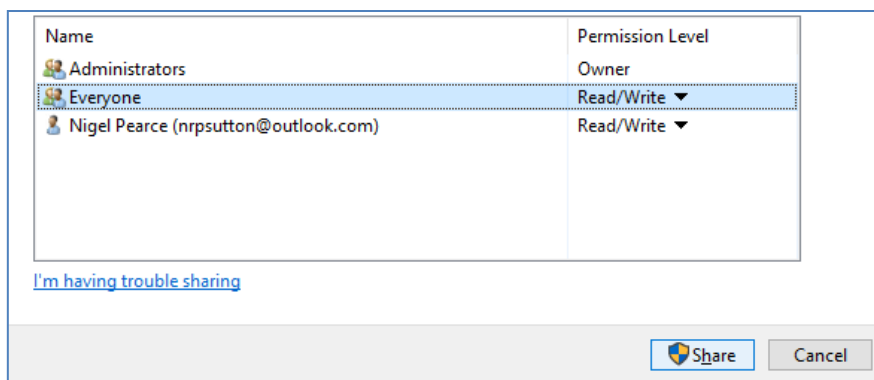 Name Permission Level
Administrators Owner
Everyone Read/Write
Nigel Pearce (nrpsutton@outlook.com) Read/Write
I'm having trouble sharing
Share Cancel